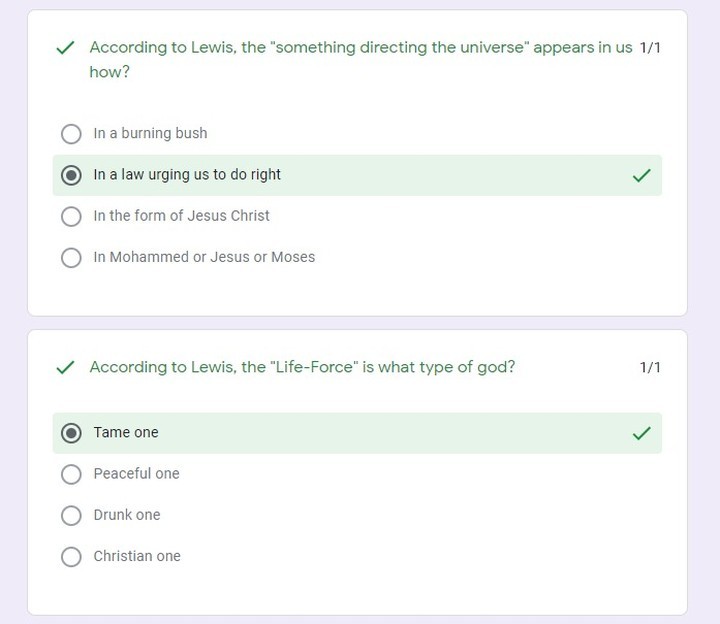 According to Lewis, the "something directing the universe" appears in us 1/1
how?
In a burning bush
In a law urging us to do right
In the form of Jesus Christ
In Mohammed or Jesus or Moses
According to Lewis, the "Life-Force" is what type of god? 1/1
Tame one
Peaceful one
Drunk one
Christian one